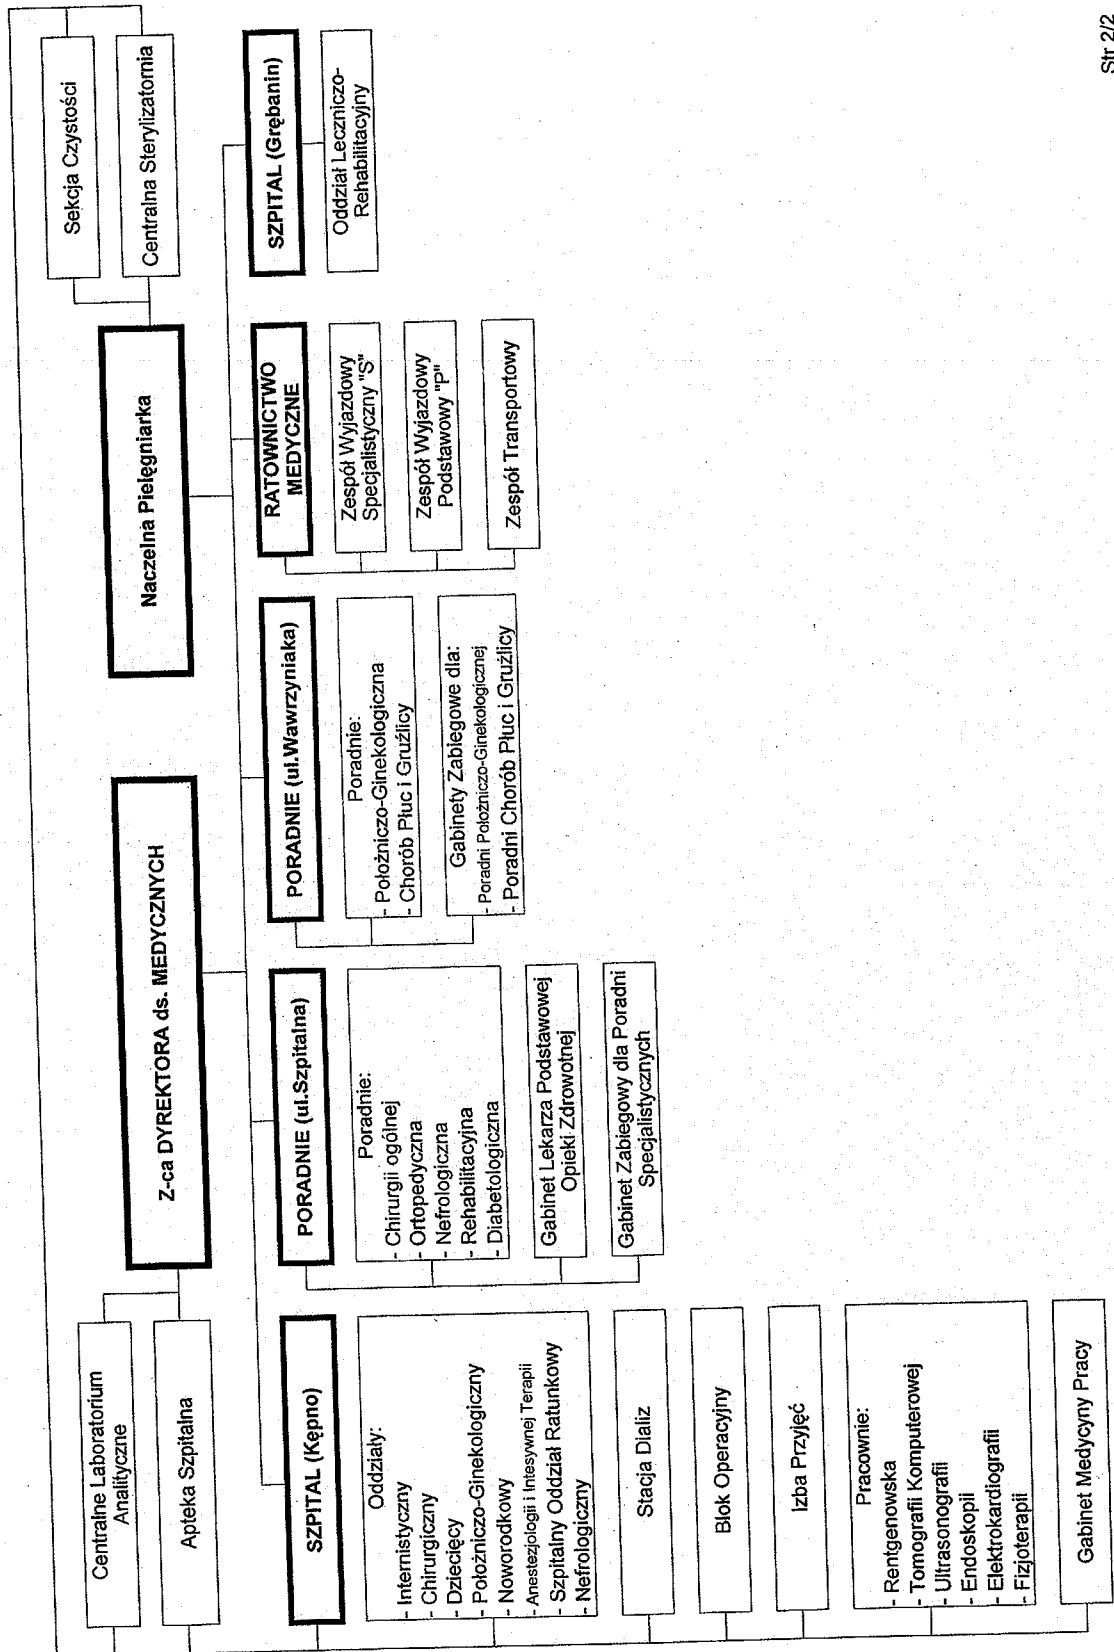 Z-ca DYREKTORA ds. MEDYCZNYCH
Naczelna Pielęgniarka
Centralne Laboratorium
Analityczne
Apteka Szpitalna
Sekcja Czystości
Centralna Sterylizatornia
SZPITAL (Kępno)
Oddziały:
- Internistyczny
- Chirurgiczny
- Dziecięcy
- Położniczo-Ginekologiczny
- Noworodkowy
- Anestezjologii i Intesywnej Terapii
- Szpitalny Oddział Ratunkowy
- Nefrologiczny
Stacja Dializ
Blok Operacyjny
Izba Przyjęć
Pracownie:
- Rentgenowska
- Tomografii Komputerowej
- Ultrasonografii
- Endoskopii
- Elektrokardiografii
- Fizjoterapii
Gabinet Medycyny Pracy
PORADNIE (ul.Szpitalna)
Poradnie:
- Chirurgii ogólnej
- Ortopedyczna
- Nefrologiczna
- Rehabilitacyjna
- Diabetologiczna
Gabinet Lekarza Podstawowej
Opieki Zdrowotnej
Gabinet Zabiegowy dla Poradni
Specjalistycznych
PORADNIE (ul.Wawrzyniaka)
Poradnie:
- Położniczo-Ginekologiczna
- Chorób Płuc i Gruźlicy
Gabinety Zabiegowe dla:
- Poradni Położniczo-Ginekologicznej
- Poradni Chorób Płuc i Gruźlicy
RATOWNICTWO
MEDYCZNE
Zespół Wyjazdowy
Specjalistyczny "S"
Zespół Wyjazdowy
Podstawowy "P"
Zespół Transportowy
SZPITAL (Grębanin)
Oddział Leczniczo-
Rehabilitacyjny
Str 2/2